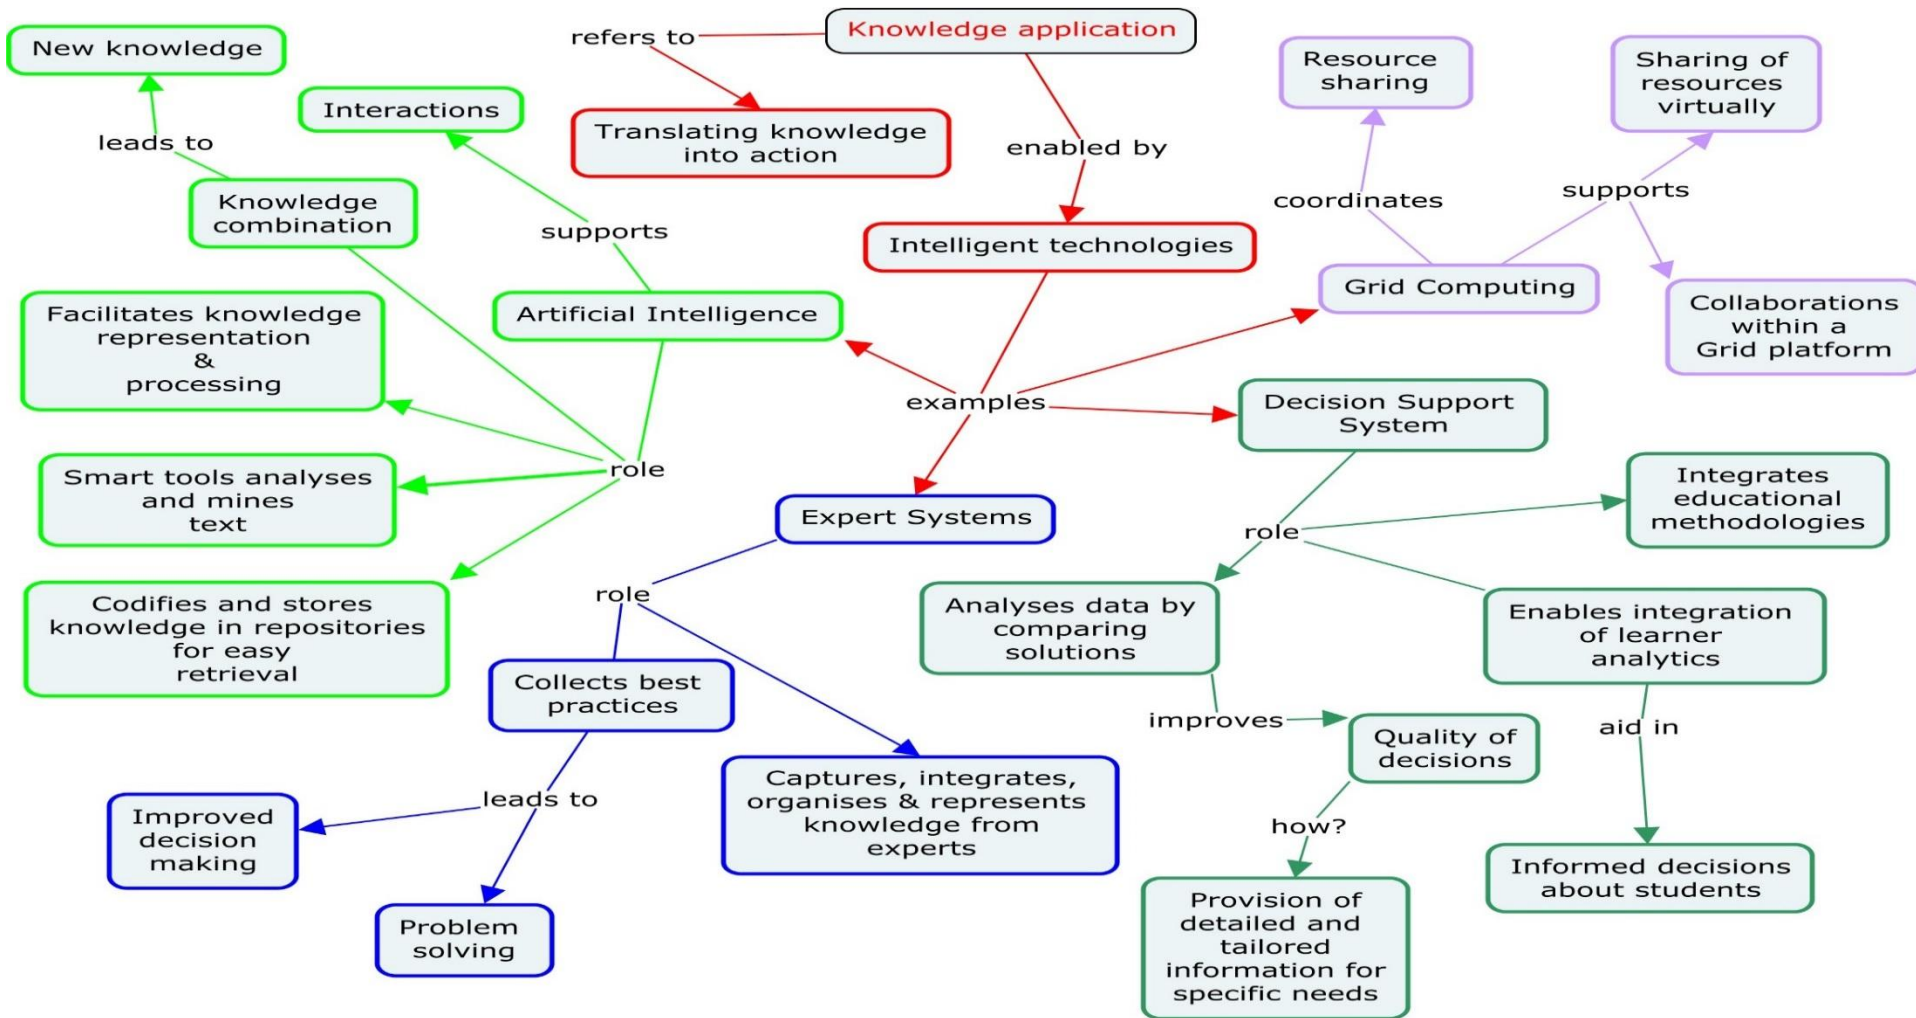 Knowledge application
refers to
Translating knowledge
into action
enabled by
Intelligent technologies
examples
New knowledge
leads to
Interactions
supports
Knowledge
combination
Artificial Intelligence
Facilitates knowledge
representation
&
processing
role
Smart tools analyses
and mines
text
Codifies and stores
knowledge in repositories
for easy
retrieval
Resource
sharing
Sharing of
resources
virtually
coordinates
supports
Grid Computing
Collaborations
within a
Grid platform
Decision Support
System
role
Integrates
educational
methodologies
Analyses data by
comparing
solutions
Enables integration
of learner
analytics
improves
Quality of
decisions
aid in
how?
Informed decisions
about students
Provision of
detailed and
tailored
information for
specific needs
Expert Systems
role
Collects best
practices
leads to
Improved
decision
making
Problem
solving
Captures, integrates,
organises & represents
knowledge from
experts